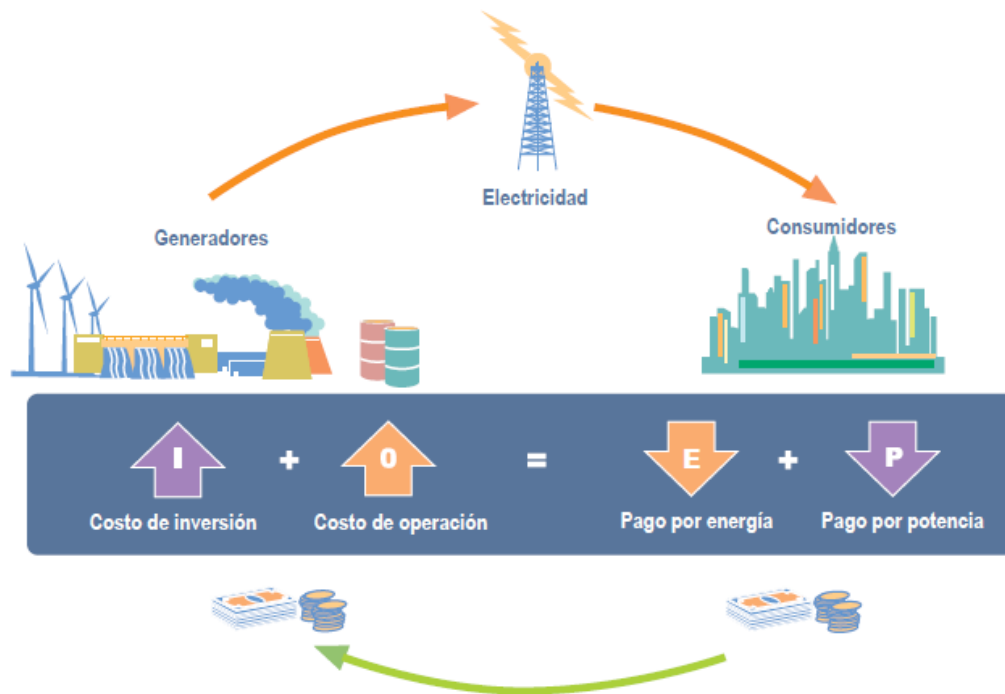 Electricidad
Generadores
Consumidores
I + O = E + P
Costo de inversión
Costo de operación
Pago por energía
Pago por potencia